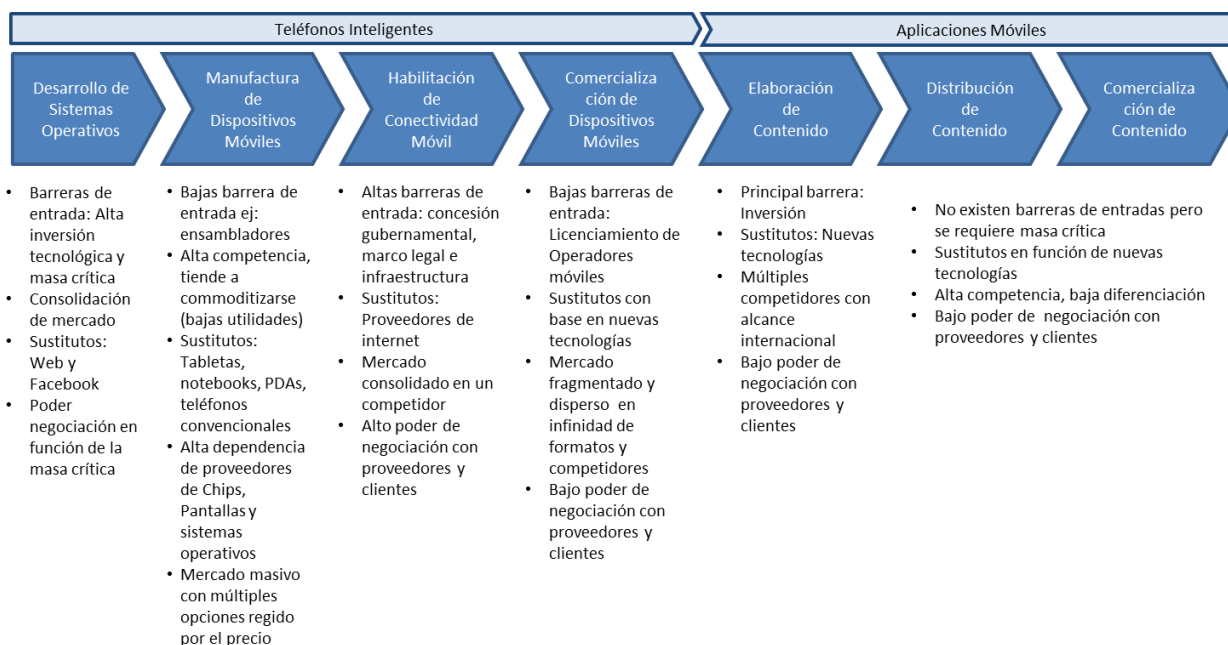 Teléfonos Inteligentes
Aplicaciones Móviles
Desarrollo de
Sistemas
Operativos
Manufactura
de
Dispositivos
Móviles
Habilitación
de
Conectividad
Móvil
Comercializa
ción de
Dispositivos
Móviles
Elaboración
de
Contenido
Distribución
de
Contenido
Comercializa
ción de
Contenido
• Barreras de
entrada: Alta
inversión
tecnológica y
masa crítica
• Consolidación
de mercado
• Sustitutos:
Web y
Facebook
• Poder
negociación en
función de la
masa crítica
• Bajas barrera de
entrada ej:
ensambladores
• Alta competencia,
tiende a
commoditizarse
(bajas utilidades)
• Sustitutos:
Tabletas,
notebooks, PDAs,
teléfonos
convencionales
• Alta dependencia
de proveedores
de Chips,
Pantallas y
sistemas
operativos
• Mercado masivo
con múltiples
opciones regido
por el precio
• Altas barreras de
entrada: concesión
gubernamental,
marco legal e
infraestructura
• Sustitutos:
Proveedores de
internet
• Mercado
consolidado en un
competidor
• Alto poder de
negociación con
proveedores y
clientes
• Bajas barreras de
entrada:
Licenciamiento de
Operadores
móviles
• Sustitutos con
base en nuevas
tecnologías
• Mercado
fragmentado y
disperso en
infinidad de
formatos y
competidores
• Bajo poder de
negociación con
proveedores y
clientes
• Principal barrera:
Inversión
• Sustitutos: Nuevas
tecnologías
• Múltiples
competidores con
alcance
internacional
• Bajo poder de
negociación con
proveedores y
clientes
• No existen barreras de entradas pero
se requiere masa crítica
• Sustitutos en función de nuevas
tecnologías
• Alta competencia, baja diferenciación
• Bajo poder de negociación con
proveedores y clientes